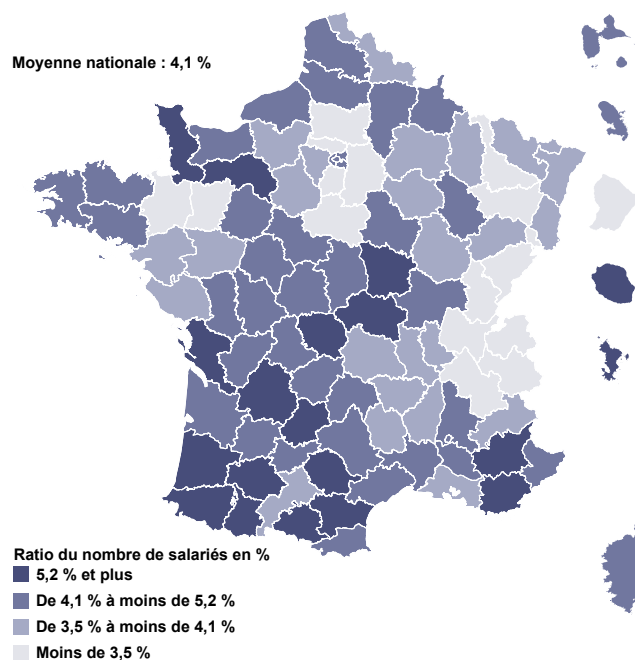 Moyenne nationale : 4,1 %
Ratio du nombre de salariés en %
5,2 % et plus
De 4,1 % à moins de 5,2 %
De 3,5 % à moins de 4,1 %
Moins de 3,5 %